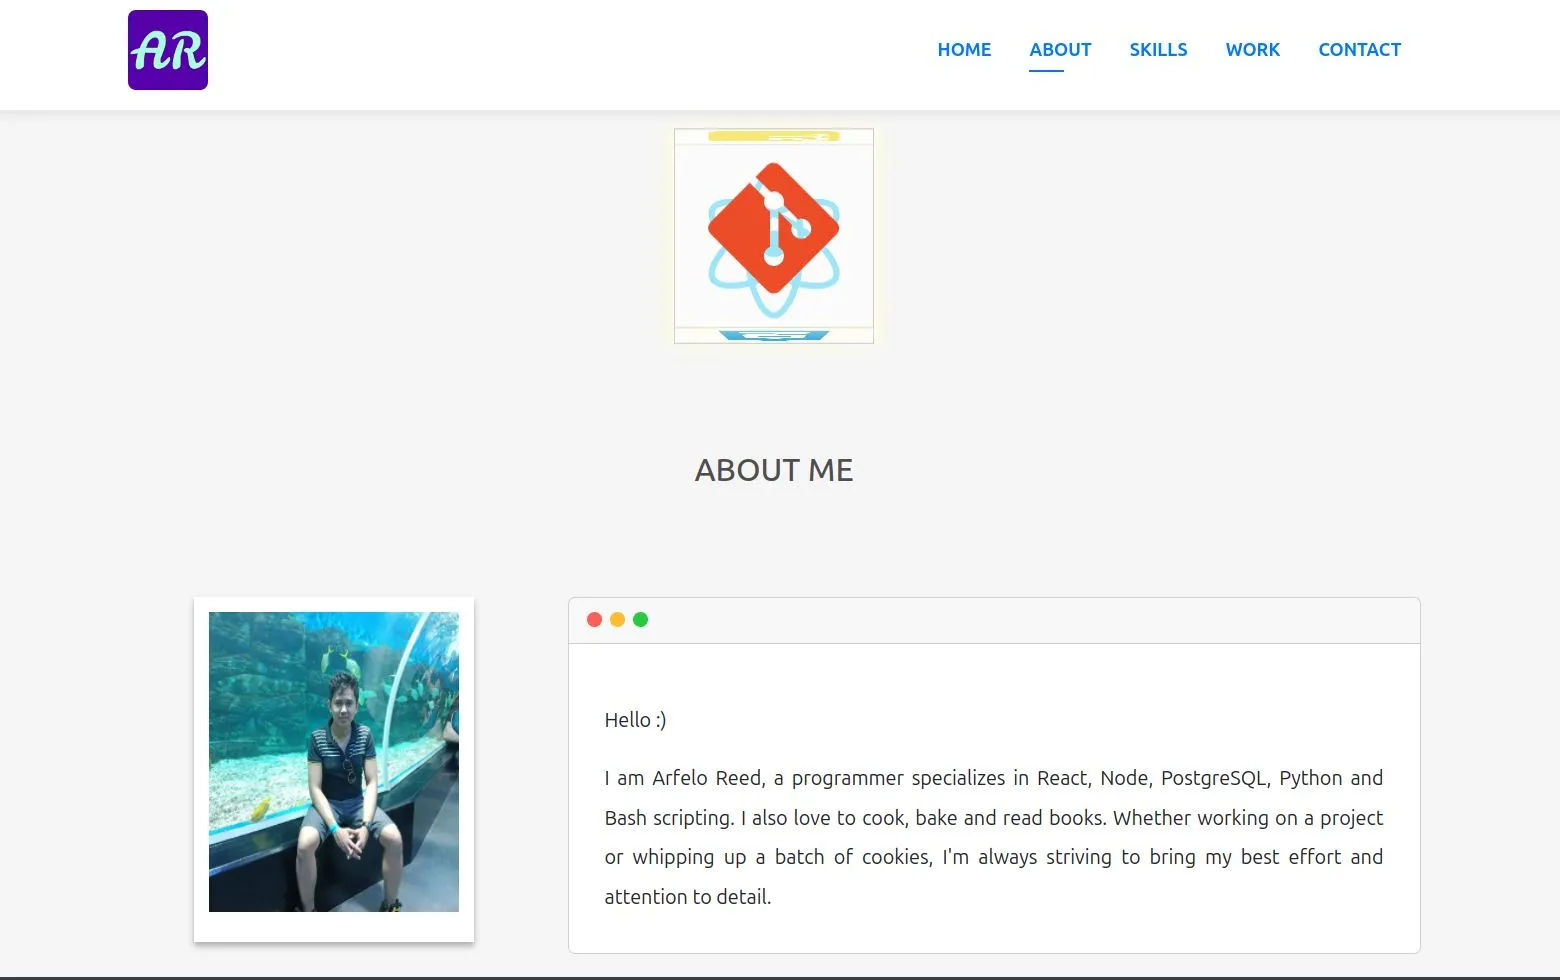 AR
HOME ABOUT SKILLS WORK CONTACT
ABOUT ME
Hello :)
I am Arfelo Reed, a programmer specializes in React, Node, PostgreSQL, Python and
Bash scripting. I also love to cook, bake and read books. Whether working on a project
or whipping up a batch of cookies, I'm always striving to bring my best effort and
attention to detail.